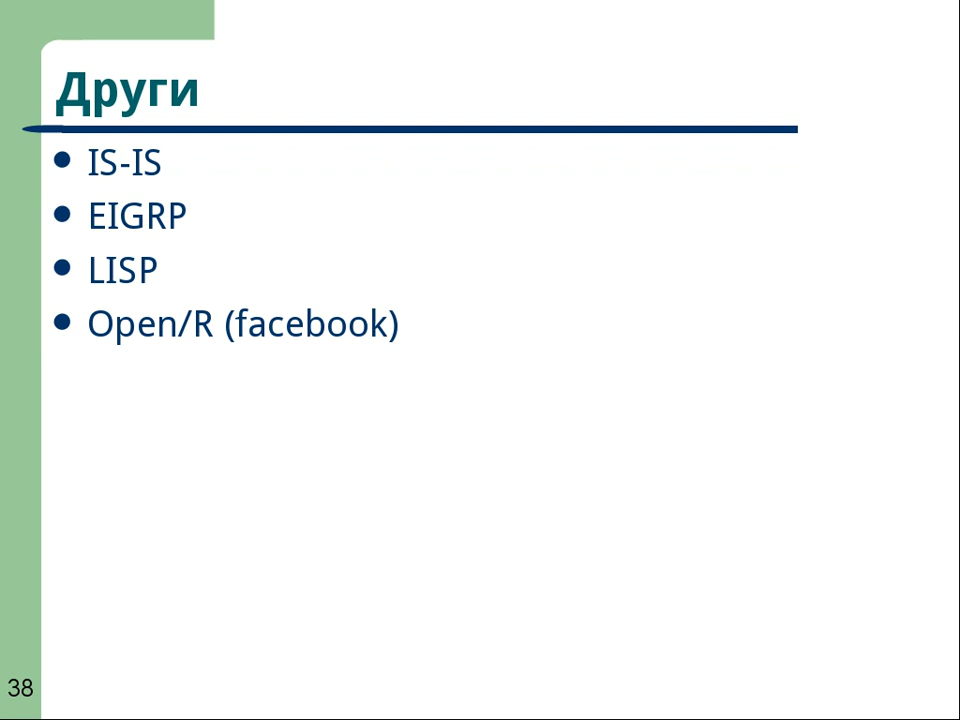 Други
IS-IS
EIGRP
LISP
Open/R (facebook)
38